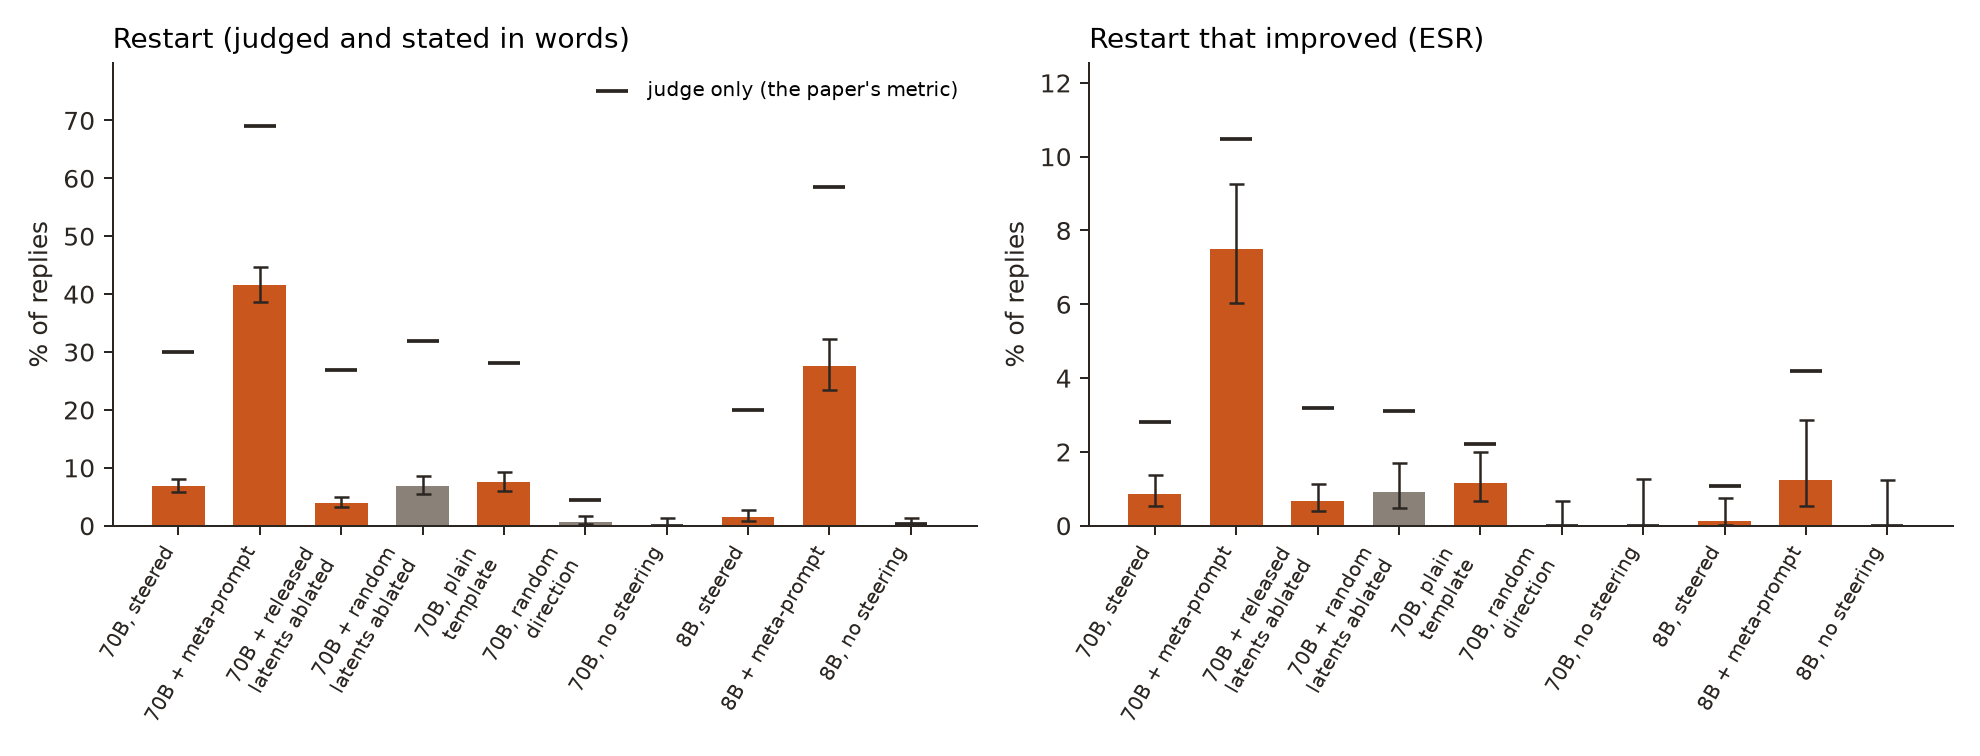 Restart (judged and stated in words)
judge only (the paper's metric)
% of replies
70
60
50
40
30
20
10
0
70B, steered
70B + meta-prompt
70B + released
latents ablated
70B + random
latents ablated
70B, plain
template
70B, random
direction
70B, no steering
8B, steered
8B + meta-prompt
8B, no steering
Restart that improved (ESR)
% of replies
12
10
8
6
4
2
0
70B, steered
70B + meta-prompt
70B + released
latents ablated
70B + random
latents ablated
70B, plain
template
70B, random
direction
70B, no steering
8B, steered
8B + meta-prompt
8B, no steering